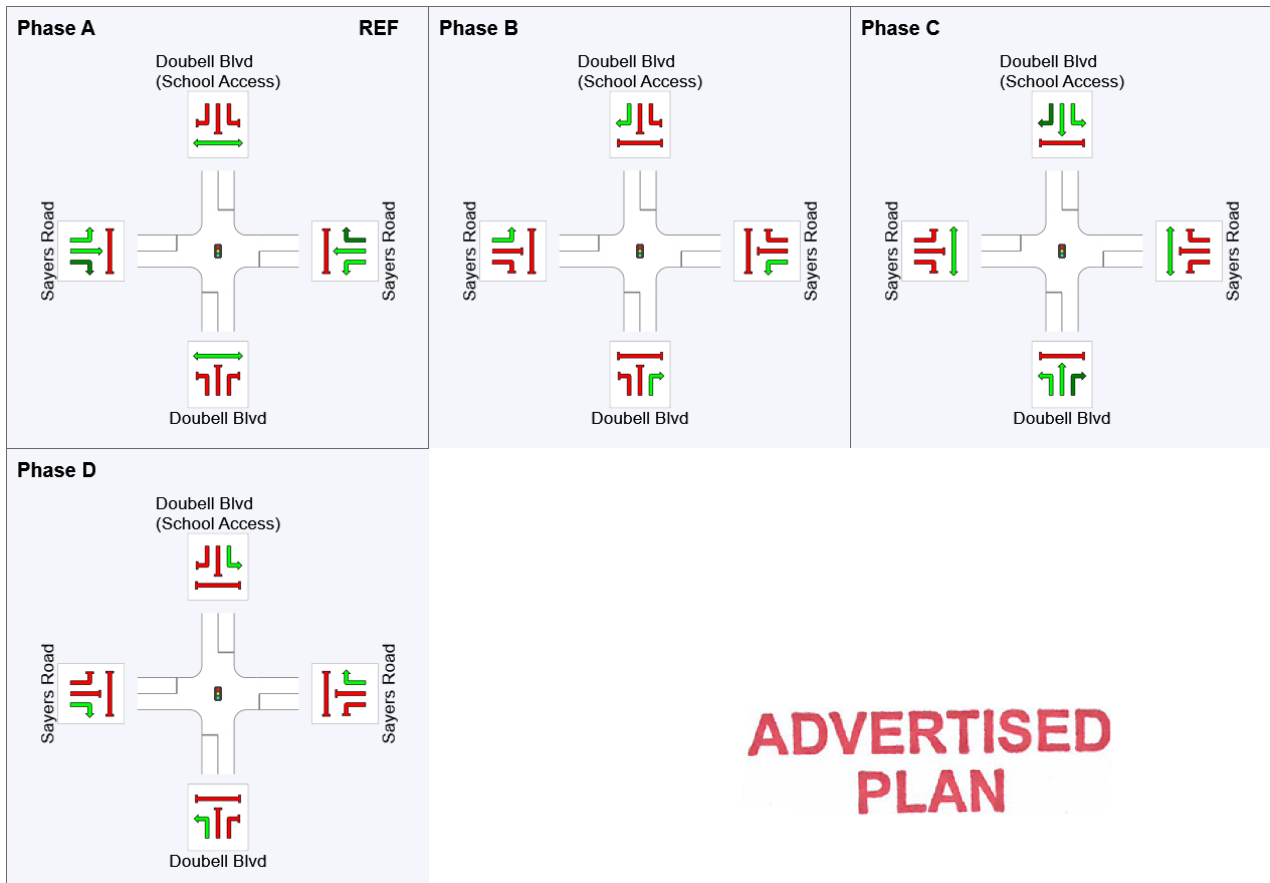 Phase A
REF
Doubell Blvd
(School Access)
Sayers Road
Sayers Road
Doubell Blvd
Phase B
Doubell Blvd
(School Access)
Sayers Road
Sayers Road
Doubell Blvd
Phase C
Doubell Blvd
(School Access)
Sayers Road
Sayers Road
Doubell Blvd
Phase D
Doubell Blvd
(School Access)
Sayers Road
Sayers Road
Doubell Blvd
ADVERTISED
PLAN